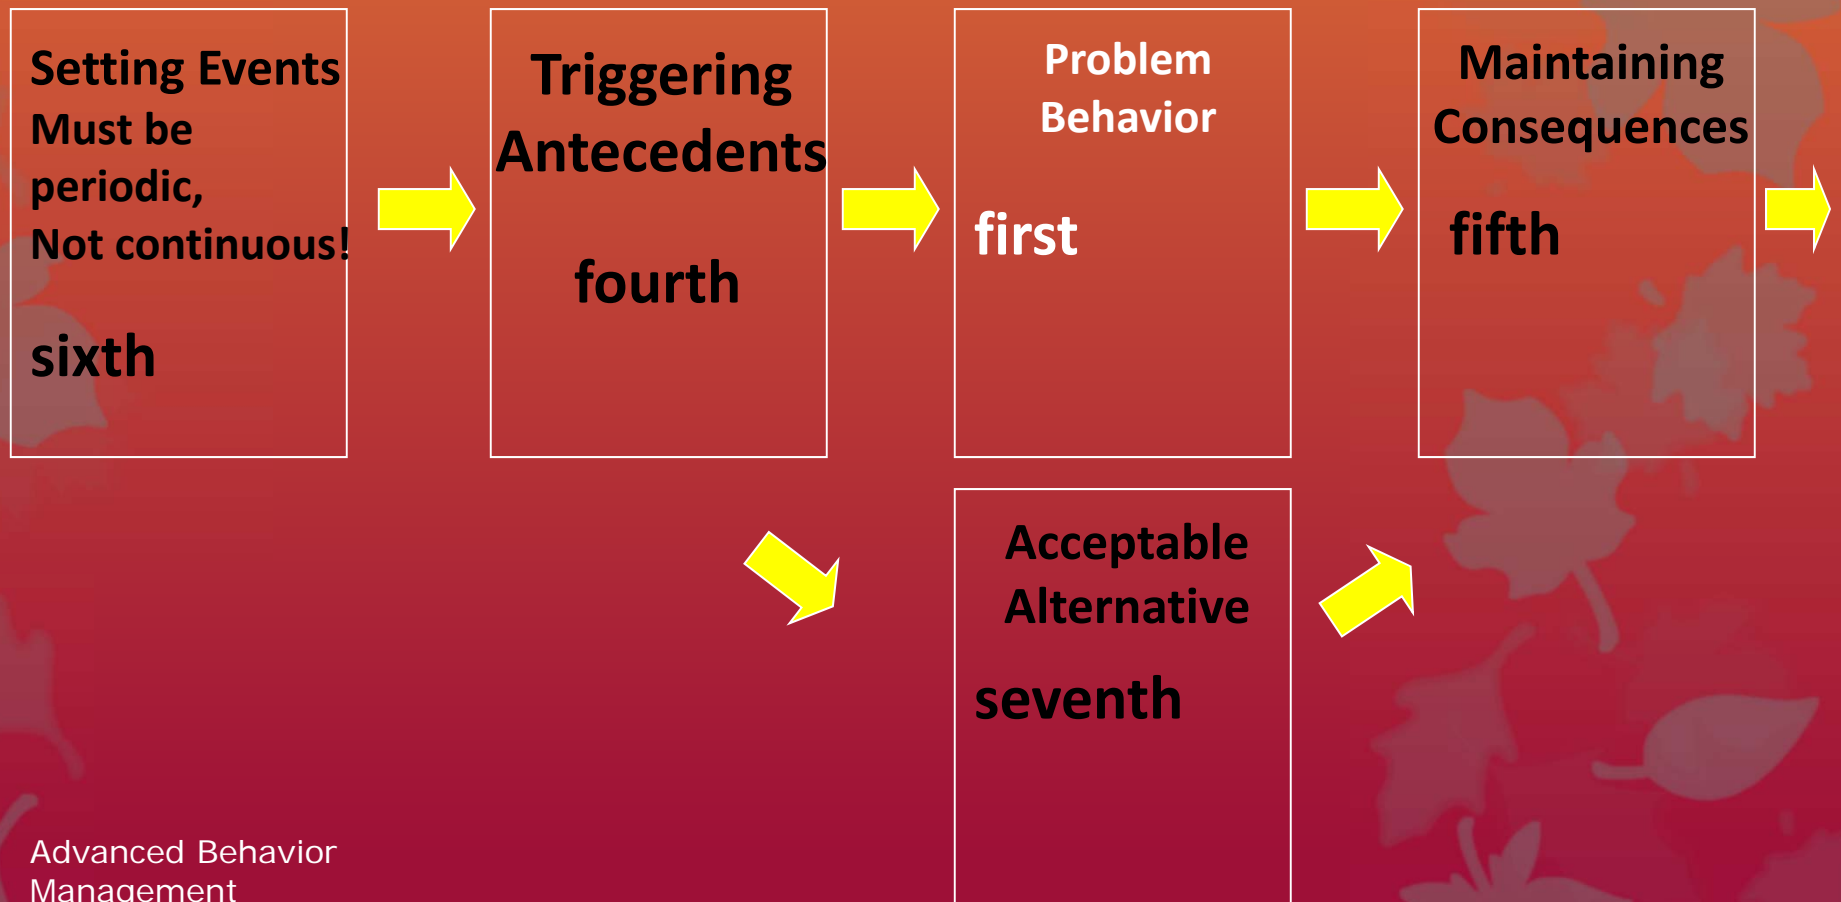 Setting Events
Must be
periodic,
Not continuous!
sixth
Triggering
Antecedents
fourth
Problem
Behavior
first
Maintaining
Consequences
fifth
Acceptable
Alternative
seventh
Advanced Behavior
Management